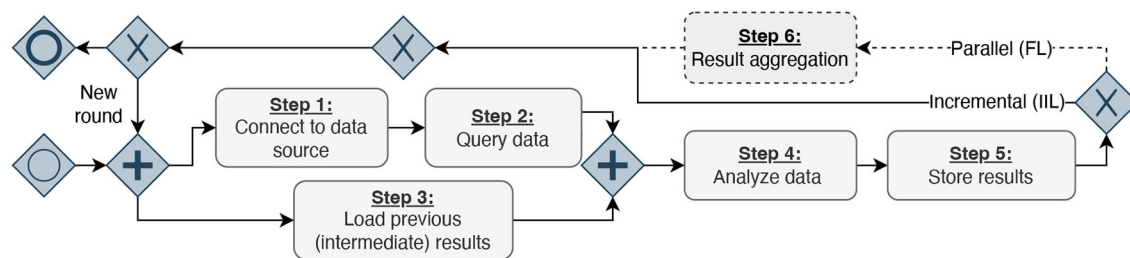 Step 6:
Result aggregation
Parallel (FL)
New
round
Step 1:
Connect to data
source
Step 2:
Query data
Incremental (IIL)
Step 4:
Analyze data
Step 5:
Store results
Step 3:
Load previous
(intermediate) results